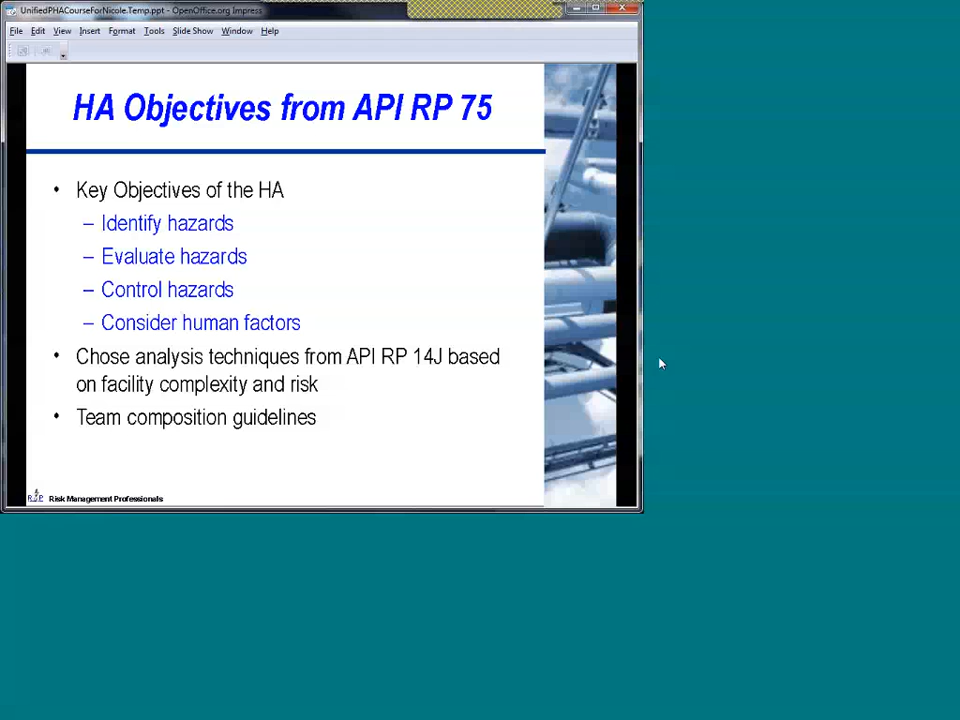 UnifiedPHACourseForNicole.Temp.ppt - OpenOffice.org Impress
File Edit View Insert Format Tools Slide Show Window Help
HA Objectives from API RP 75
• Key Objectives of the HA
– Identify hazards
– Evaluate hazards
– Control hazards
– Consider human factors
• Chose analysis techniques from API RP 14J based
on facility complexity and risk
• Team composition guidelines
Risk Management Professionals